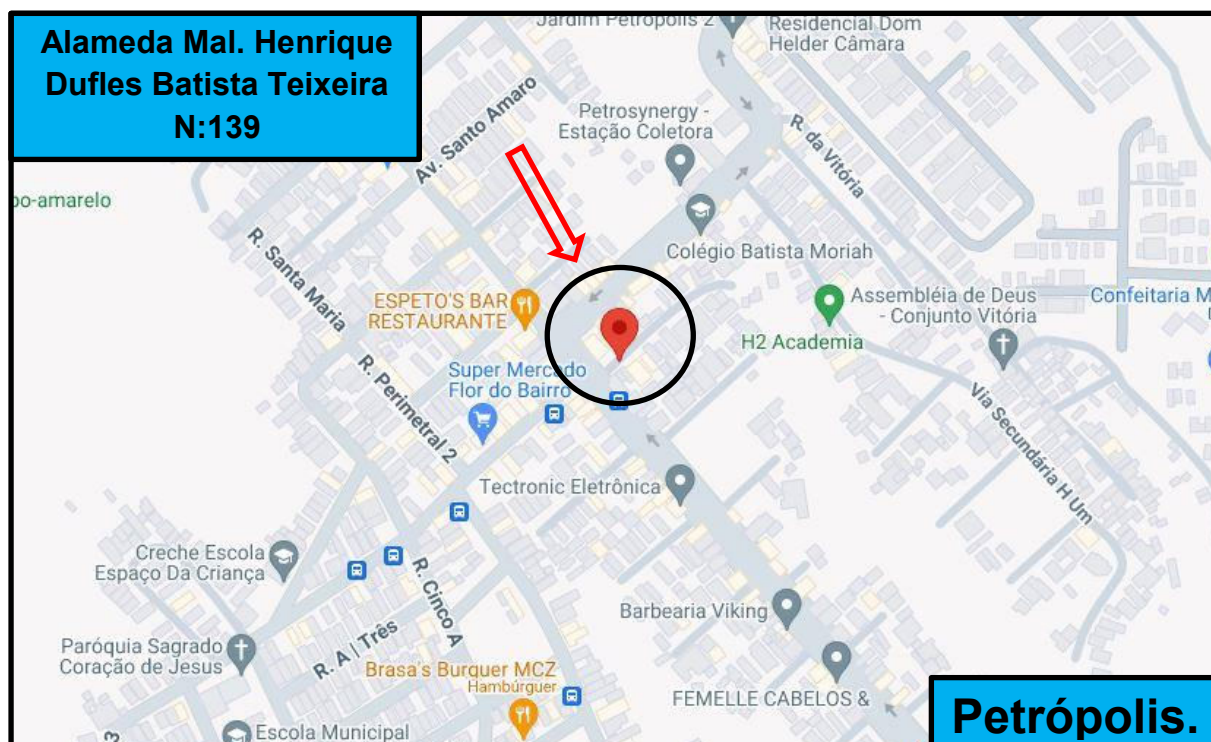 Alameda Mal. Henrique
Dufles Batista Teixeira
N:139
Jardim Petrópolis 2
Residencial Dom
Helder Câmara
Av. Santo Amaro
Petrosynergy -
Estação Coletora
R. da Vitória
oo-amarelo
R. Santa Maria
Colégio Batista Moriah
ESPETO'S BAR
RESTAURANTE
Assembléia de Deus
- Conjunto Vitória
Confeitaria M
H2 Academia
R. Perimetral 2
Super Mercado
Flor do Bairro
Via Secundária H Um
Tectronic Eletrônica
Creche Escola
Espaço Da Criança
R. Cinco A
Barbearia Viking
R. A | Três
Paróquia Sagrado
Coração de Jesus
Brasa's Burguer MCZ
Hambúrguer
FEMELLE CABELOS &
Petrópolis.
Escola Municipal
3